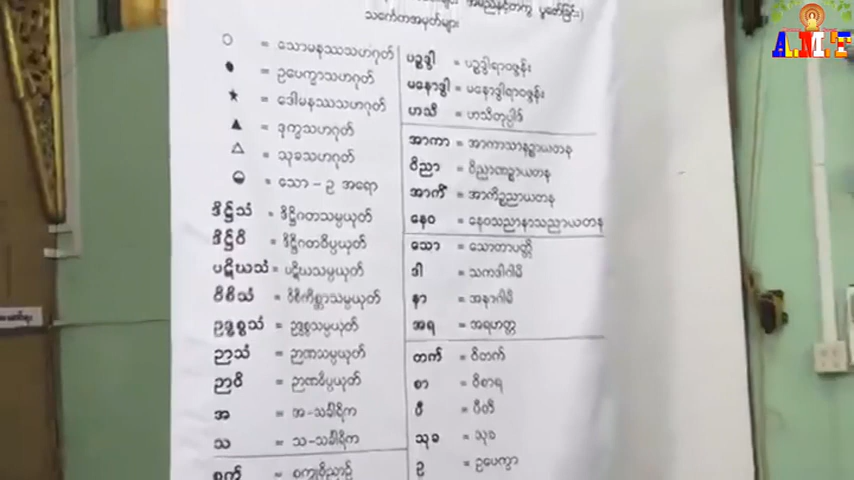 သင်္ကေတအမှတ်များ
○ = သောမနဿသဟဂုတ်
● = ဥပေက္ခာသဟဂုတ်
★ = ဒေါမနဿသဟဂုတ်
▲ = ဒုက္ခသဟဂုတ်
△ = သုခသဟဂုတ်
= သော - ဥ အရော
ဒိဋ္ဌိသံ = ဒိဋ္ဌိဂတသမ္ပယုတ်
ဒိဋ္ဌိဝိ = ဒိဋ္ဌိဂတဝိပ္ပယုတ်
ပဋိဃသံ = ပဋိဃသမ္ပယုတ်
ဝိစိသံ = ဝိစိကိစ္ဆာသမ္ပယုတ်
ဥဒ္ဓစ္စသံ = ဥဒ္ဓစ္စသမ္ပယုတ်
ဉာသံ = ဉာဏသမ္ပယုတ်
ဉာဝိ = ဉာဏဝိပ္ပယုတ်
အ = အ-သင်္ခါရိက
သ = သ-သင်္ခါရိက
စက် = စက္ခုဝိညာဉ်
ပဉ္စဒွါ = ပဉ္စဒွါရာဝဇ္ဇန်း
မနောဒွါ = မနောဒွါရာဝဇ္ဇန်း
ဟသိ = ဟသိတုပ္ပါဒ်
အာကာ = အာကာသာနဉ္စာယတန
ဝိညာ = ဝိညာဏဉ္စာယတန
အာကိံ = အာကိဉ္စညာယတန
နေဝ = နေဝသညာနာသညာယတန
သော = သောတာပတ္တိ
ဒါ = သကဒါဂါမိ
နာ = အနာဂါမိ
အရ = အရဟတ္တ
တက် = ဝိတက်
စာ = ဝိစာရ
ပီ = ပီတိ
သုခ = သုခ
ဥ = ဥပေက္ခာ
A.M.T